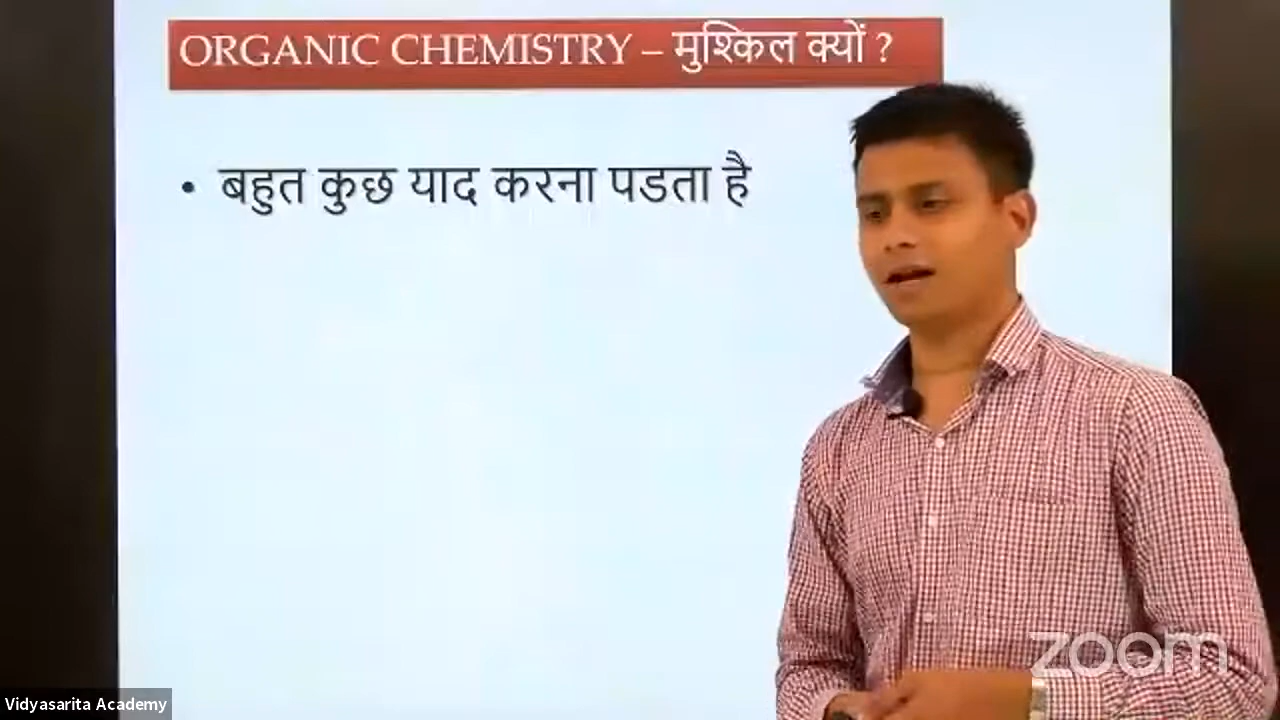 ORGANIC CHEMISTRY – मुश्किल क्यों ?
• बहुत कुछ याद करना पडता है
zoom
Vidyasarita Academy